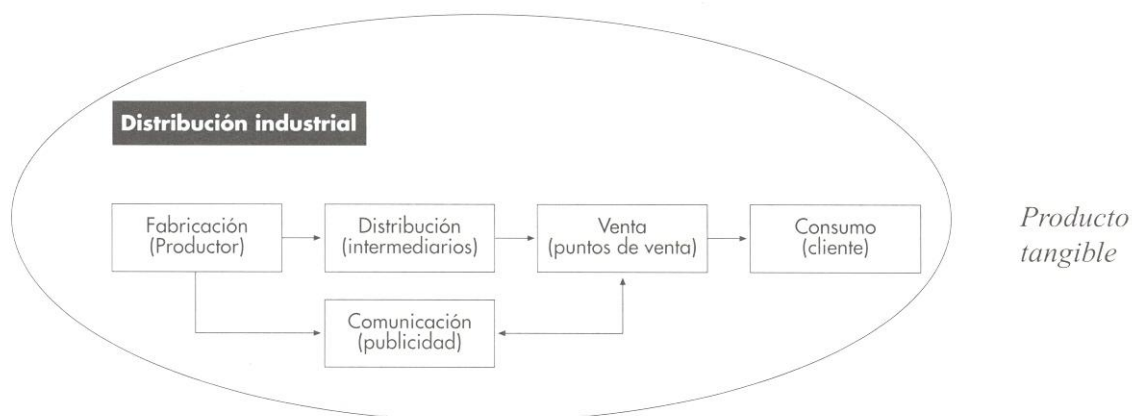 Distribución industrial
Fabricación
(Productor)
Distribución
(intermediarios)
Venta
(puntos de venta)
Consumo
(cliente)
Producto
tangible
Comunicación
(publicidad)